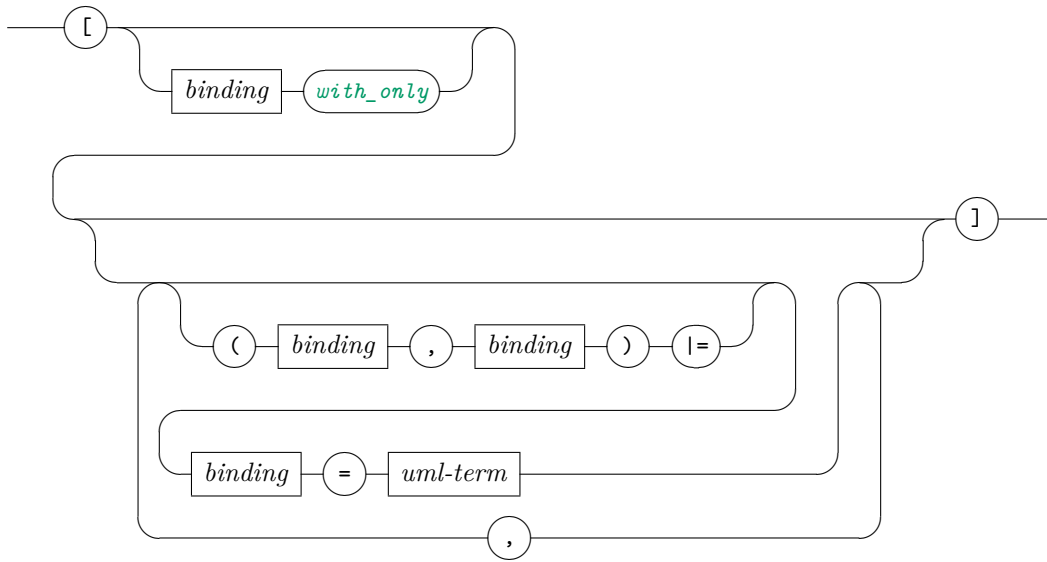 [
binding with_only
]
( binding , binding ) |=
binding = uml-term
,